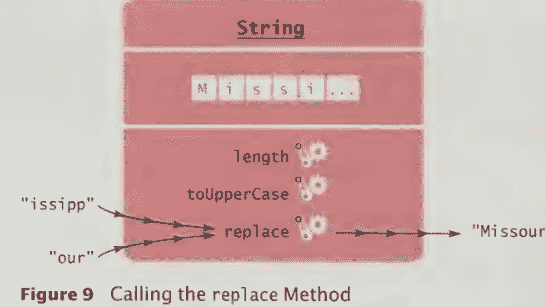 String
M i s s i ...
length
toUpperCase
"issipp"
replace
"Missour
"our"
Figure 9 Calling the replace Method